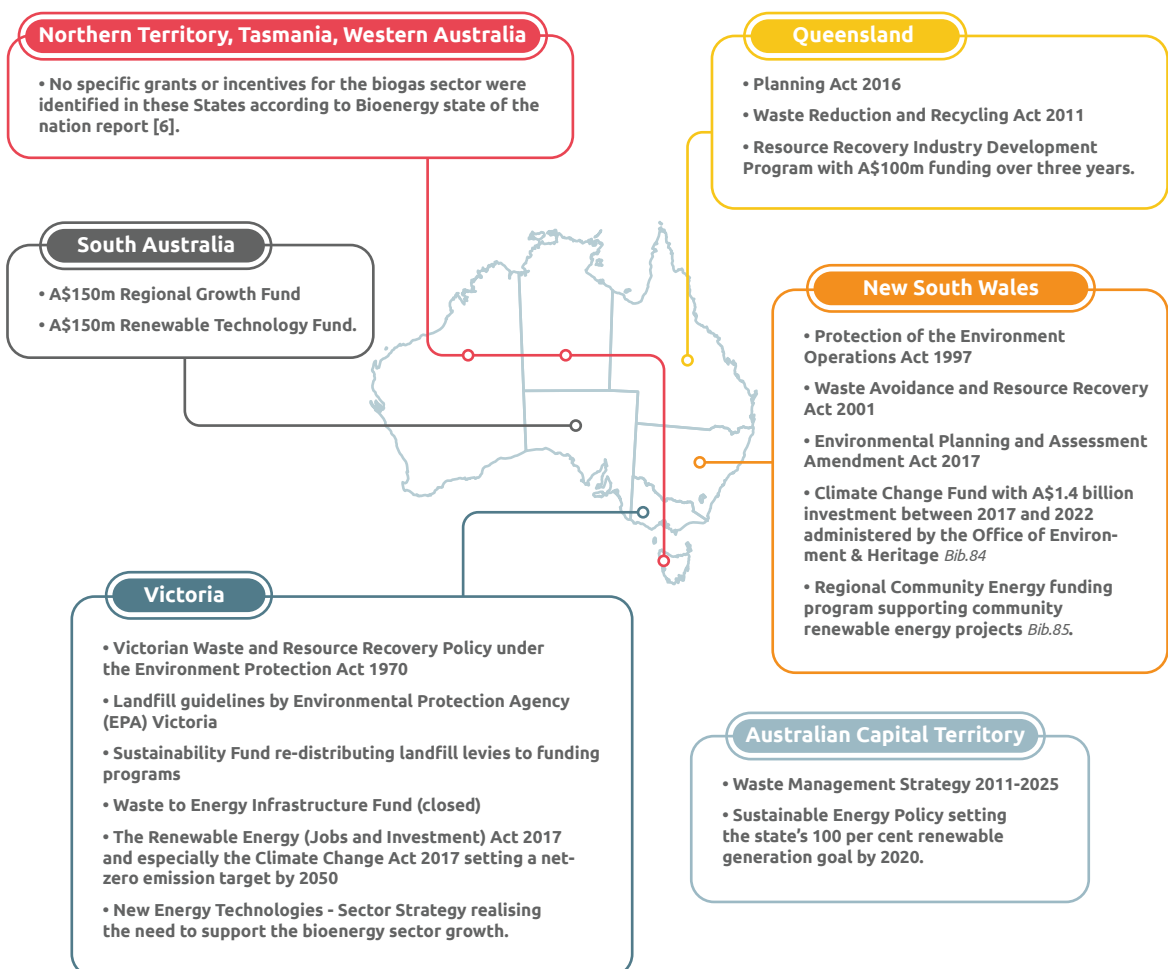 Northern Territory, Tasmania, Western Australia
• No specific grants or incentives for the biogas sector were
identified in these States according to Bioenergy state of the
nation report [6].
Queensland
• Planning Act 2016
• Waste Reduction and Recycling Act 2011
• Resource Recovery Industry Development
Program with A$100m funding over three years.
South Australia
• A$150m Regional Growth Fund
• A$150m Renewable Technology Fund.
New South Wales
• Protection of the Environment
Operations Act 1997
• Waste Avoidance and Resource Recovery
Act 2001
• Environmental Planning and Assessment
Amendment Act 2017
• Climate Change Fund with A$1.4 billion
investment between 2017 and 2022
administered by the Office of Environ-
ment & Heritage Bib.84
• Regional Community Energy funding
program supporting community
renewable energy projects Bib.85.
Victoria
• Victorian Waste and Resource Recovery Policy under
the Environment Protection Act 1970
• Landfill guidelines by Environmental Protection Agency
(EPA) Victoria
• Sustainability Fund re-distributing landfill levies to funding
programs
• Waste to Energy Infrastructure Fund (closed)
• The Renewable Energy (Jobs and Investment) Act 2017
and especially the Climate Change Act 2017 setting a net-
zero emission target by 2050
• New Energy Technologies - Sector Strategy realising
the need to support the bioenergy sector growth.
Australian Capital Territory
• Waste Management Strategy 2011-2025
• Sustainable Energy Policy setting
the state's 100 per cent renewable
generation goal by 2020.